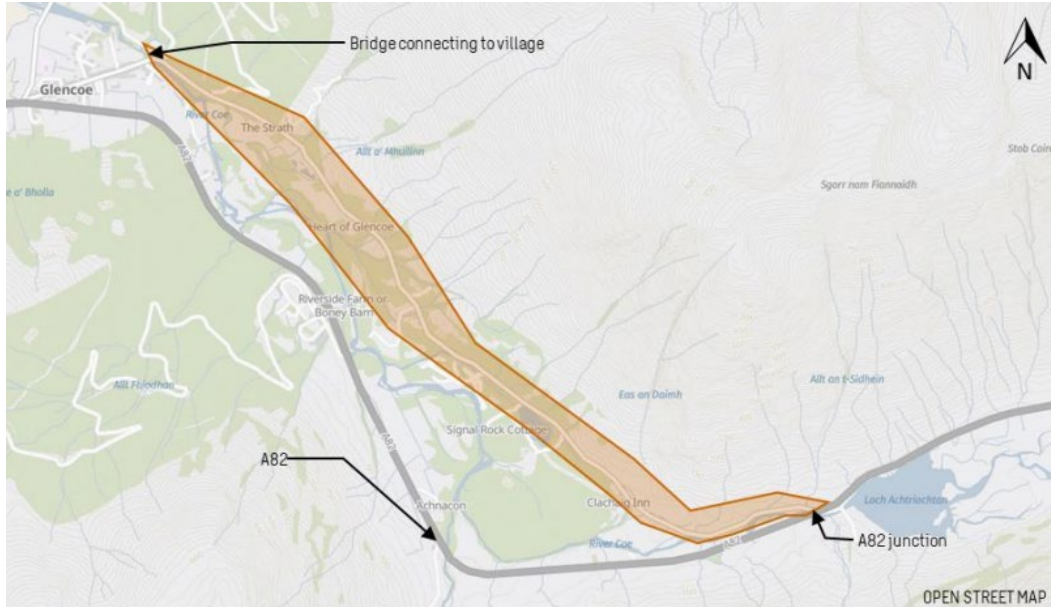 Bridge connecting to village
N
Glencoe
River Coe
The Strath
A82
Allt a' Mhuilinn
Stob Coir
Sgorr nam Fiannaidh
e a' Bholla
Heart of Glencoe
Riverside Farm or
Boney Barn
Allt an t-Sidhein
Allt Fhiodhan
Eas an Daimh
Signal Rock Cottage
A82
A82
Achnacon
Clachaig Inn
Loch Achtriochtan
River Coe
A82
A82 junction
OPEN STREET MAP